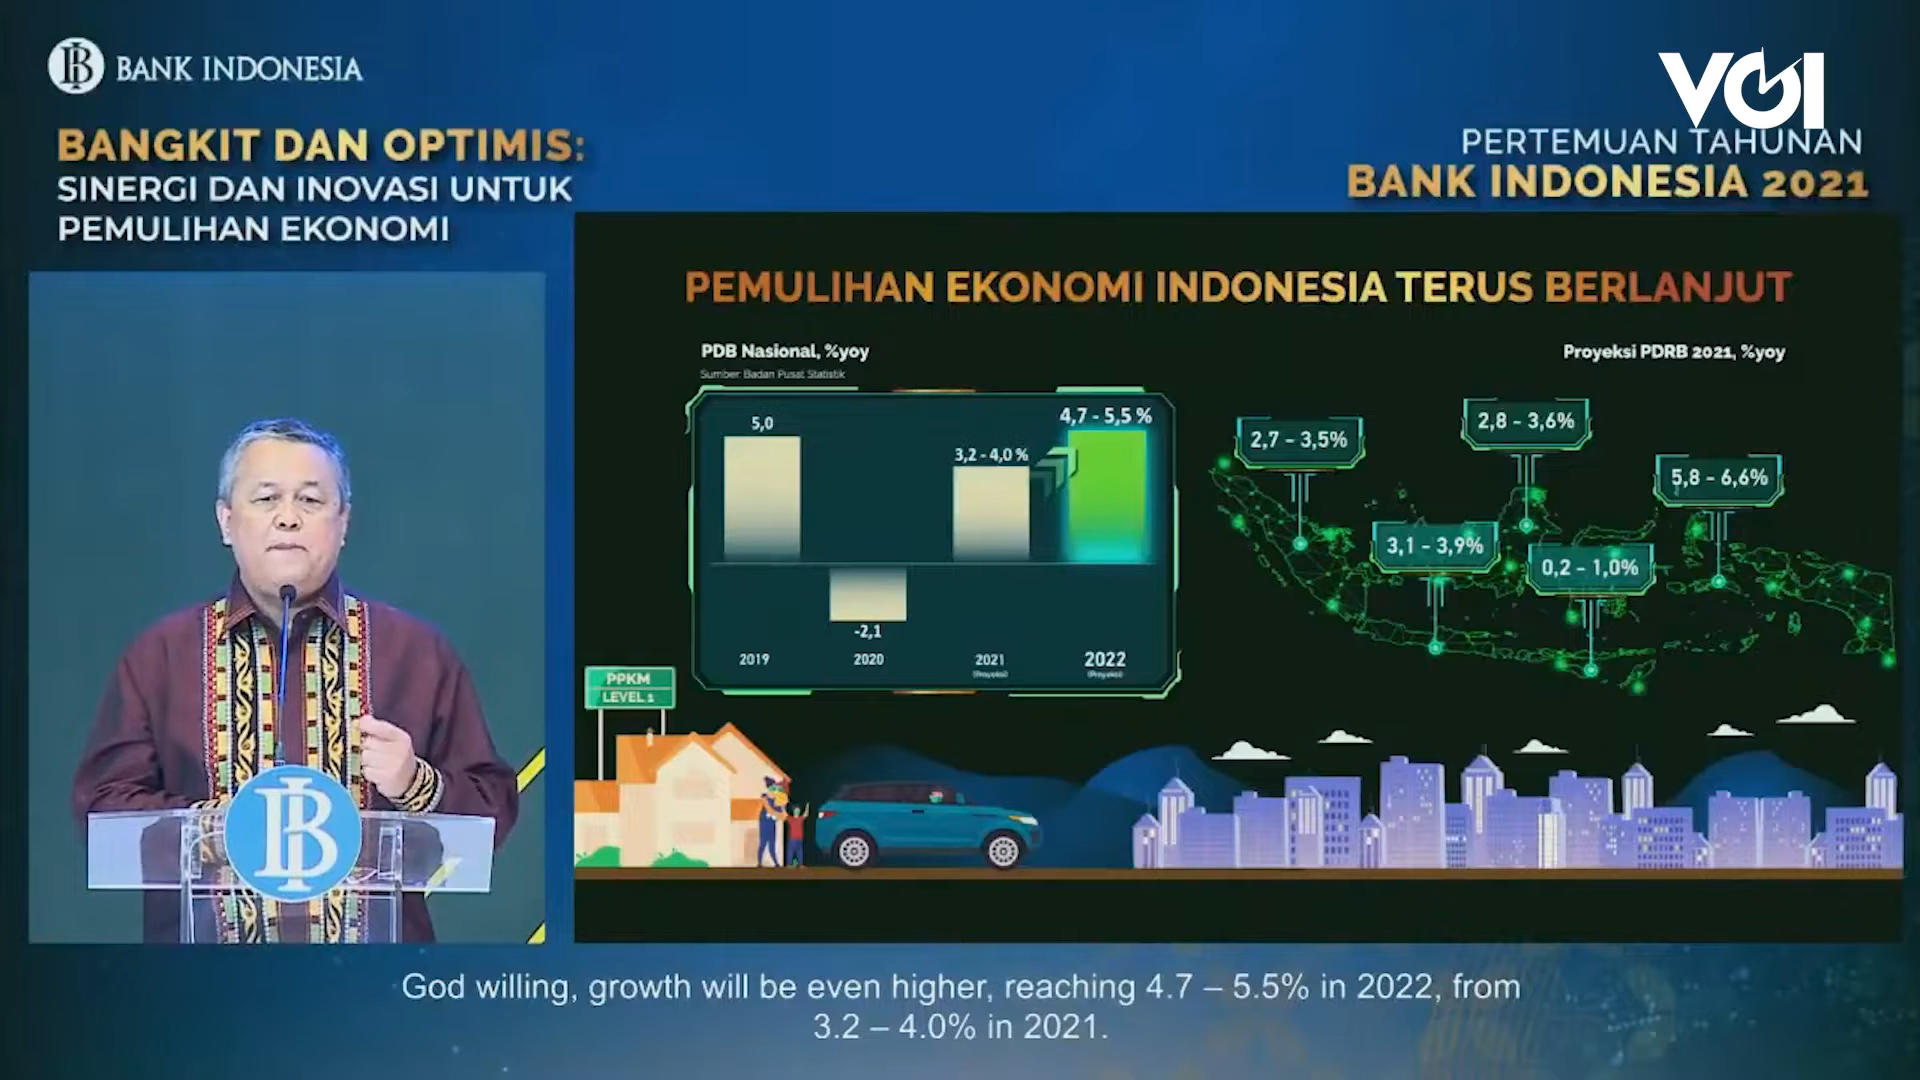 BANK INDONESIA
VOI
BANGKIT DAN OPTIMIS:
SINERGI DAN INOVASI UNTUK
PEMULIHAN EKONOMI
PERTEMUAN TAHUNAN
BANK INDONESIA 2021
PEMULIHAN EKONOMI INDONESIA TERUS BERLANJUT
PDB Nasional, %yoy
Sumber: Badan Pusat Statistik
5,0
3,2 - 4,0 %
4,7 - 5,5 %
-2,1
2019
2020
2021
(Proyeksi)
2022
(Proyeksi)
Proyeksi PDRB 2021, %yoy
2,7 – 3,5%
2,8 – 3,6%
5,8 – 6,6%
3,1 – 3,9%
0,2 – 1,0%
PPKM
LEVEL 1
God willing, growth will be even higher, reaching 4.7 – 5.5% in 2022, from
3.2 – 4.0% in 2021.